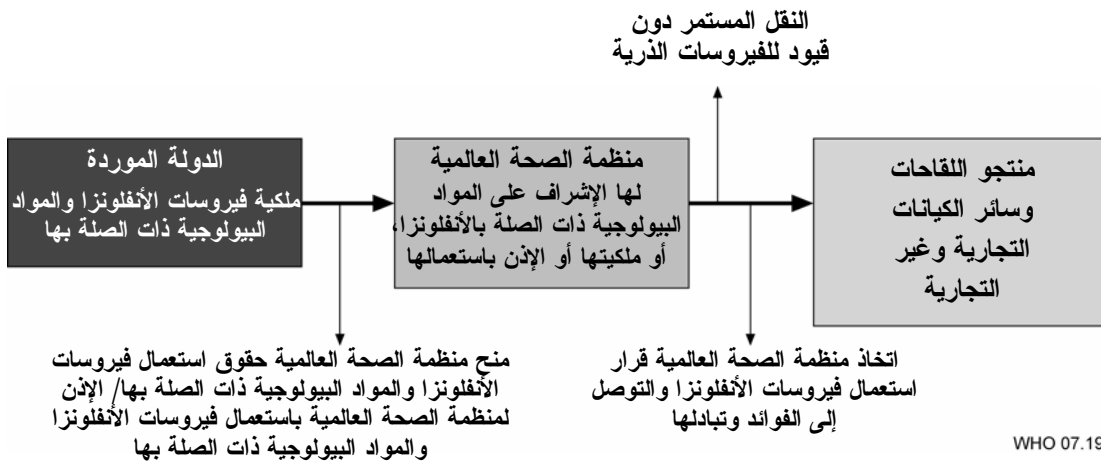 النقل المستمر دون
قيود للفيروسات الذرية
الدولة الموردة
ملكية فيروسات الأنفلونزا والمواد
البيولوجية ذات الصلة بها
منظمة الصحة العالمية
لها الإشراف على المواد
البيولوجية ذات الصلة بالأنفلونزا،
أو ملكيتها أو الإذن باستعمالها
منتجو اللقاحات
وسائر الكيانات
التجارية وغير
التجارية
منح منظمة الصحة العالمية حقوق استعمال فيروسات
الأنفلونزا والمواد البيولوجية ذات الصلة بها/ الإذن
لمنظمة الصحة العالمية باستعمال فيروسات الأنفلونزا
والمواد البيولوجية ذات الصلة بها
اتخاذ منظمة الصحة العالمية قرار
استعمال فيروسات الأنفلونزا والتوصل
إلى الفوائد وتبادلها
WHO 07.19